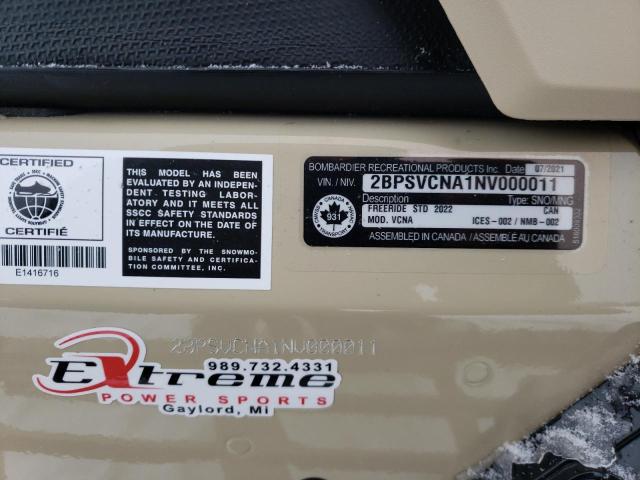 CERTIFIED
CERTIFIÉ
E1416716
THIS MODEL HAS BEEN
EVALUATED BY AN INDEPEN-
DENT TESTING LABOR-
ATORY AND IT MEETS ALL
SSCC SAFETY STANDARDS
IN EFFECT ON THE DATE OF
ITS MANUFACTURE.
SPONSORED BY THE SNOWMO-
BILE SAFETY AND CERTIFICA-
TION COMMITTEE, INC.
BOMBARDIER RECREATIONAL PRODUCTS INC. Date 07/2021
VIN./ NIV. 2BPSVCNA1NV000011
Type: SNO/MNG
FREERIDE STD 2022 CAN
MOD. VCNA ICES-002 / NMB-002
ASSEMBLED IN CANADA / ASSEMBLÉ AU CANADA
CANADA
931
TRANSPORT
2BPSVCNA1NV000011
989.732.4331
Extreme
POWER SPORTS
Gaylord, Mi